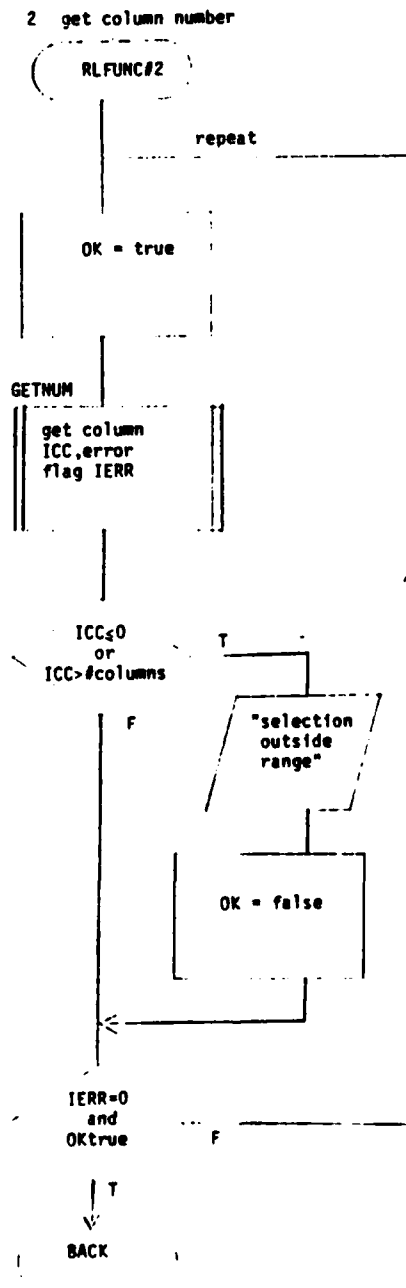 2 get column number
RLFUNC#2
repeat
OK = true
GETNUM
get column
ICC,error
flag IERR
ICC≤0
or
ICC>#columns
T
F
"selection
outside
range"
OK = false
IERR=0
and
OKtrue
F
T
BACK